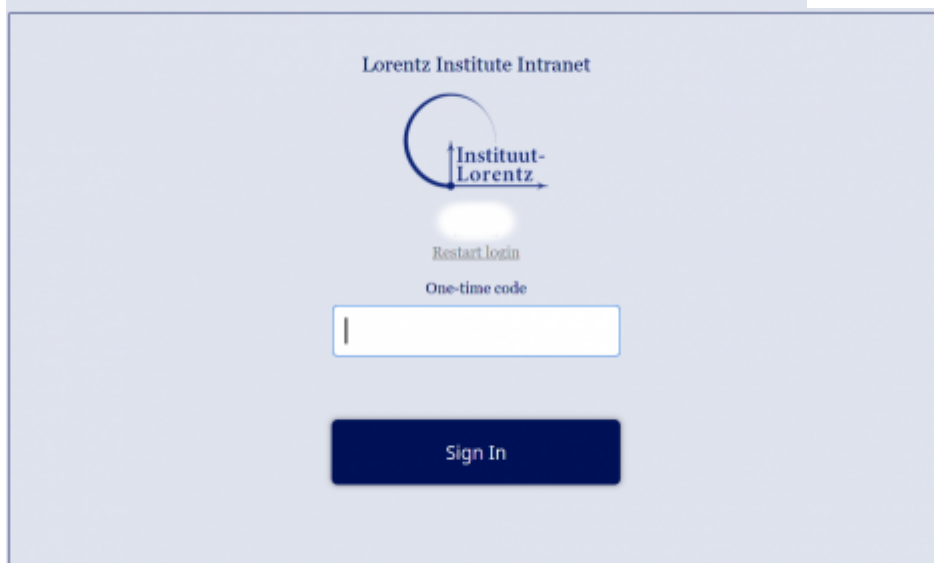 Lorentz Institute Intranet
Instituut-
Lorentz
Restart login
One-time code
Sign In